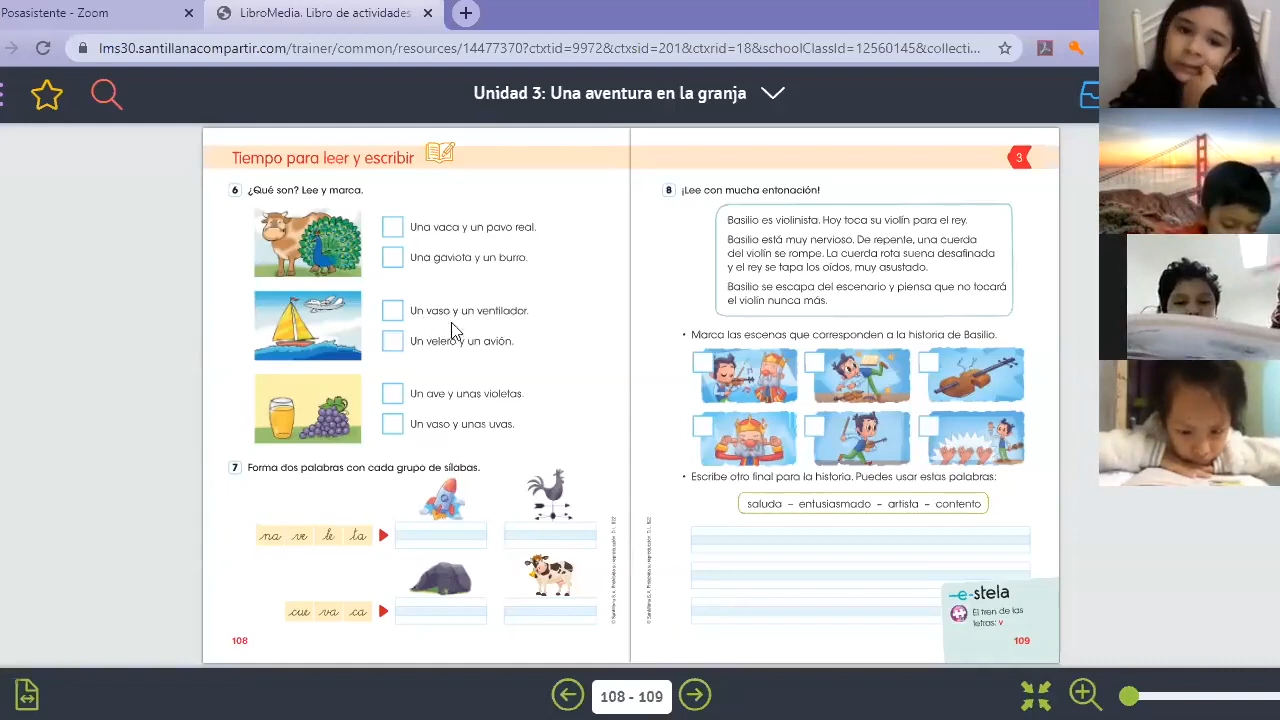 Posasistente - Zoom
LibroMedia. Libro de actividades
lms30.santillanacompartir.com/trainer/common/resources/14477370?ctxtid=9972&ctxsid=201&ctxrid=18&schoolClassId=12560145&collecti...
Unidad 3: Una aventura en la granja
Tiempo para leer y escribir
6 ¿Qué son? Lee y marca.
Una vaca y un pavo real.
Una gaviota y un burro.
Un vaso y un ventilador.
Un velero y un avión.
Un ave y unas violetas.
Un vaso y unas uvas.
7 Forma dos palabras con cada grupo de sílabas.
na ve le ta
cue va ca
108
3
8 ¡Lee con mucha entonación!
Basilio es violinista. Hoy toca su violín para el rey.
Basilio está muy nervioso. De repente, una cuerda
del violín se rompe. La cuerda rota suena desafinada
y el rey se tapa los oídos, muy asustado.
Basilio se escapa del escenario y piensa que no tocará
el violín nunca más.
• Marca las escenas que corresponden a la historia de Basilio.
• Escribe otro final para la historia. Puedes usar estas palabras:
saluda – entusiasmado – artista – contento
e-stela
El tren de las
letras: v
109
108 - 109